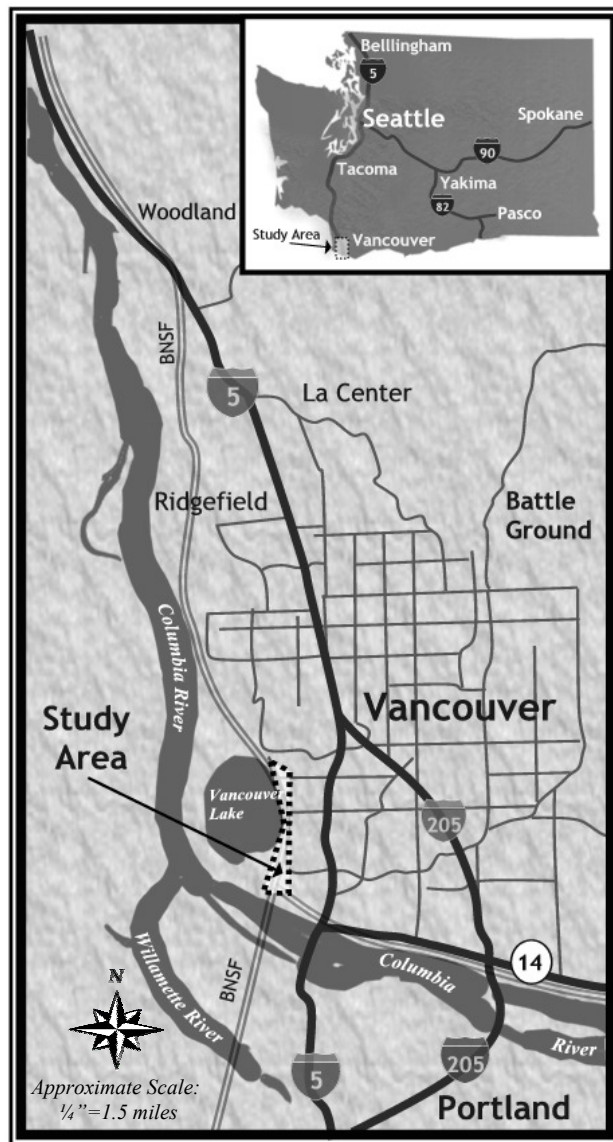 Belllingham
5
Seattle
Spokane
90
Tacoma
Yakima
82
Pasco
Study Area
Vancouver
Woodland
BNSF
5
La Center
Ridgefield
Battle
Ground
Columbia River
Study
Area
Vancouver
Vancouver
Lake
205
14
Columbia
River
Willamette River
BNSF
N
5
205
Approximate Scale:
¼”=1.5 miles
Portland